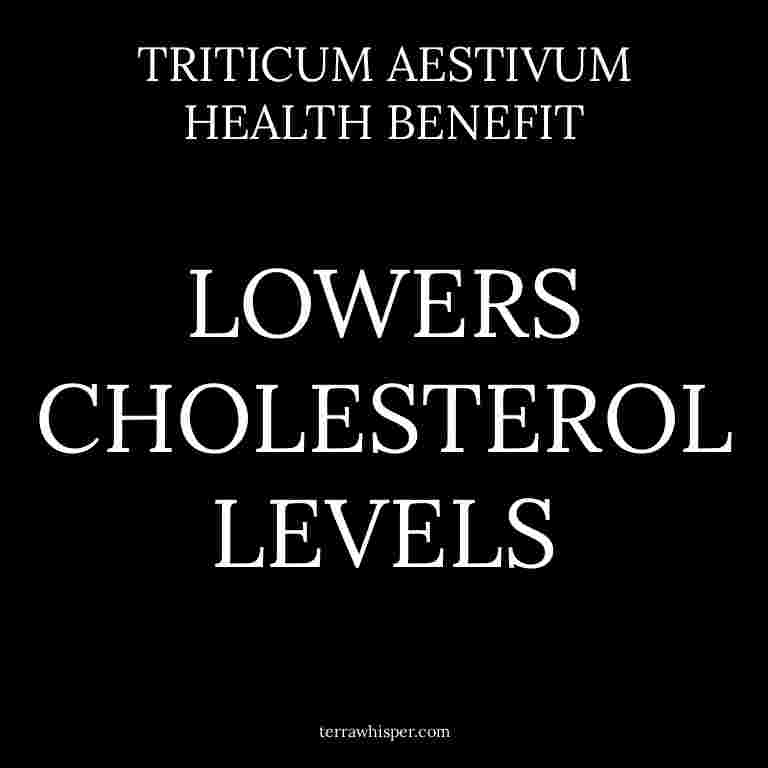 TRITICUM AESTIVUM
HEALTH BENEFIT
LOWERS
CHOLESTEROL
LEVELS
terrawhisper.com